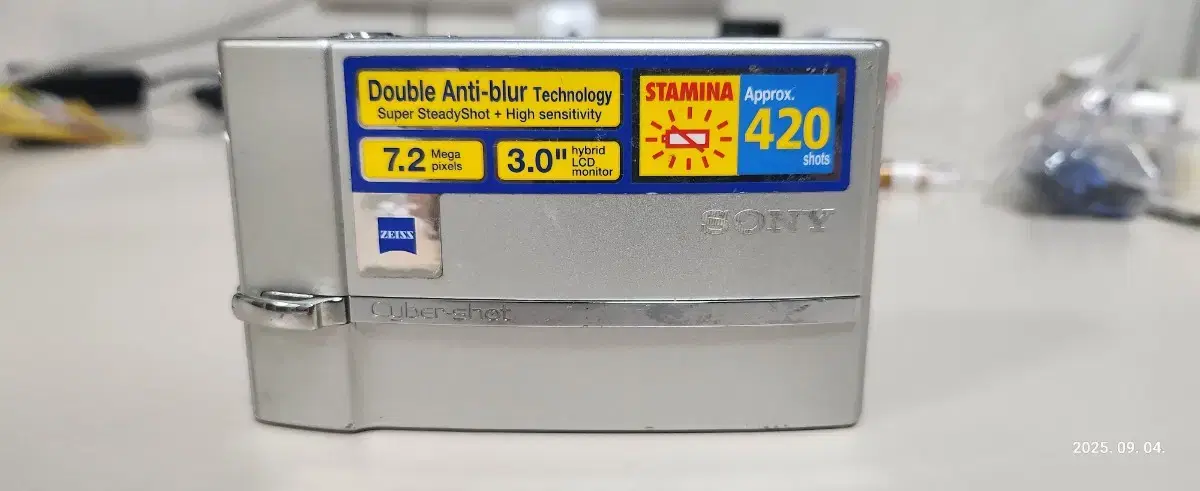 Double Anti-blur Technology
Super SteadyShot + High sensitivity
7.2 Mega
pixels
3.0" hybrid
LCD
monitor
STAMINA
Approx.
420
shots
ZEISS
SONY
Cyber-shot
2025. 09. 04.